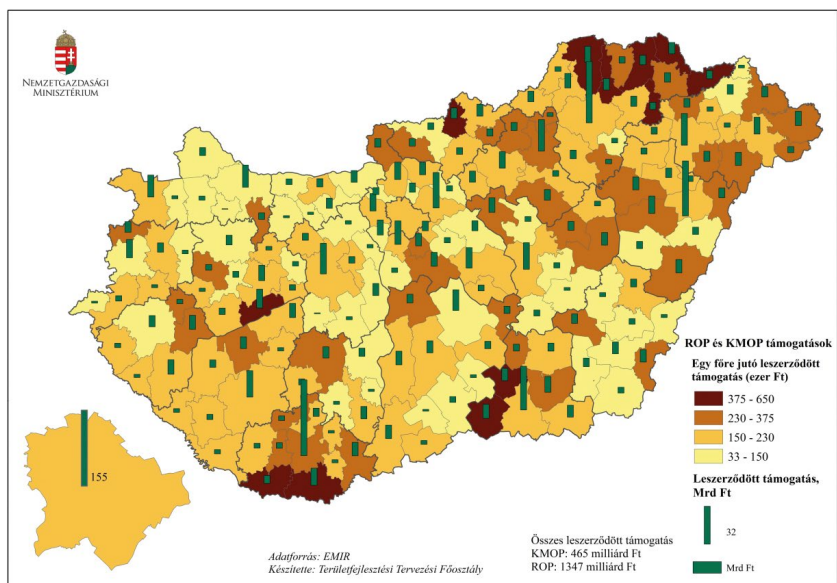 NEMZETGAZDASÁGI
MINISZTÉRIUM
ROP és KMOP támogatások
Egy főre jutó leszerződött
támogatás (ezer Ft)
375 - 650
230 - 375
150 - 230
33 - 150
Leszerződött támogatás,
Mrd Ft
32
Mrd Ft
155
Összes leszerződött támogatás
KMOP: 465 milliárd Ft
ROP: 1347 milliárd Ft
Adatforrás: EMIR
Készítette: Területfejlesztési Tervezési Főosztály